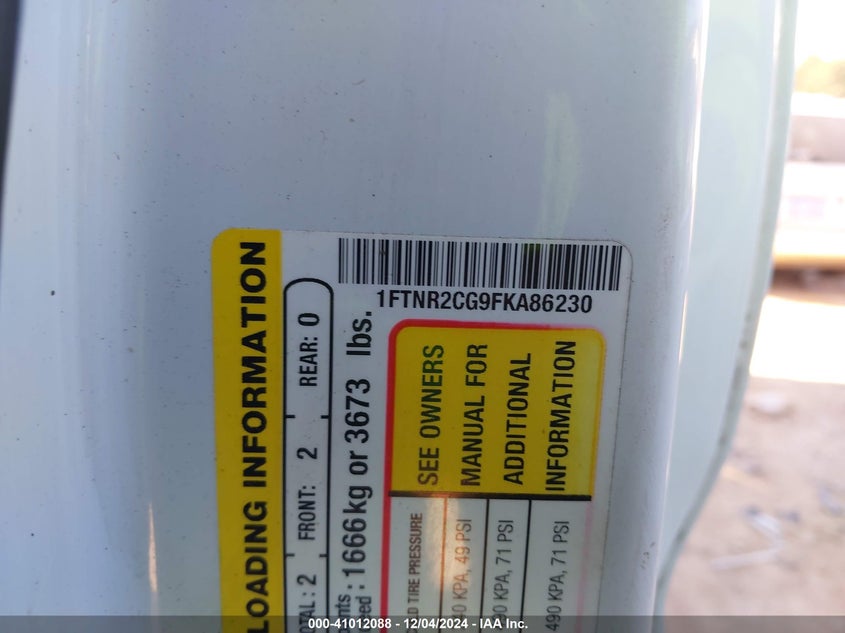 1FTNR2CG9FKA86230
LOADING INFORMATION
TOTAL : 2 FRONT: 2 REAR: 0
: 1666 kg or 3673 lbs.
TIRE PRESSURE
KPA, 49 PSI
KPA, 71 PSI
490 KPA, 71 PSI
SEE OWNERS
MANUAL FOR
ADDITIONAL
INFORMATION
000-41012088 - 12/04/2024 - IAA Inc.